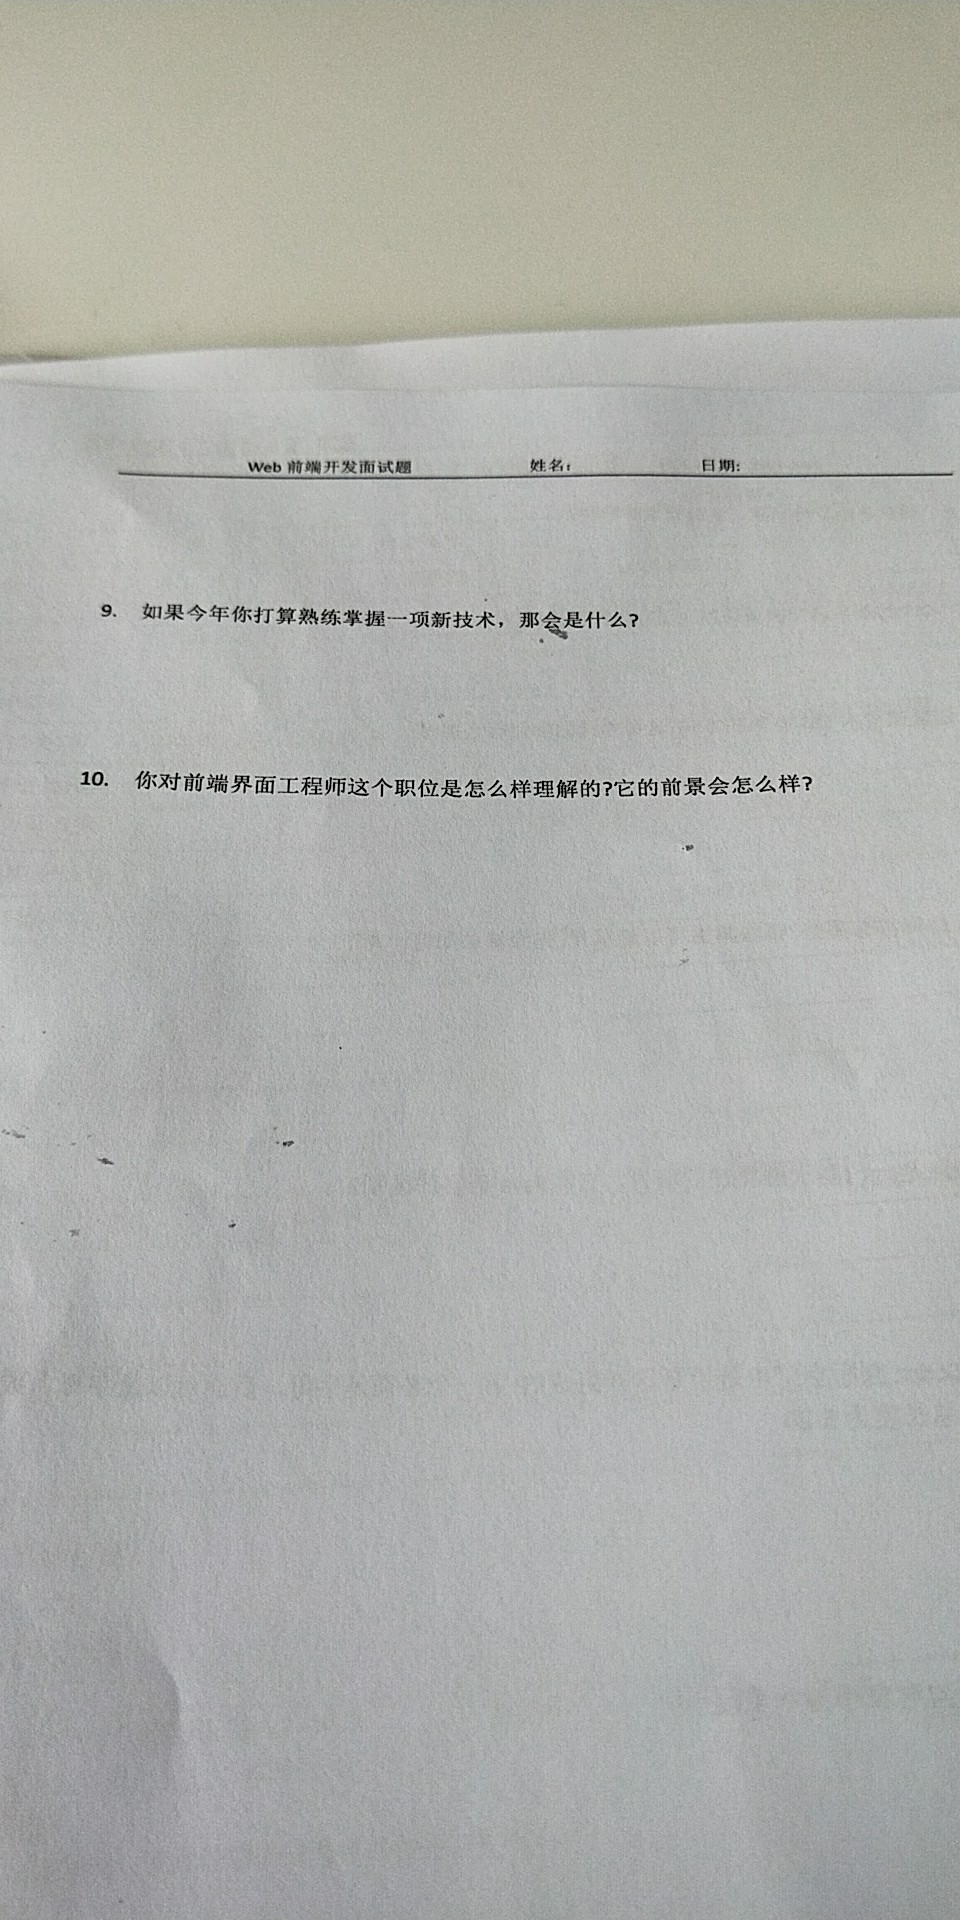 Web 前端开发面试题 姓名: 日期:
9. 如果今年你打算熟练掌握一项新技术，那会是什么?
10. 你对前端界面工程师这个职位是怎么样理解的?它的前景会怎么样?